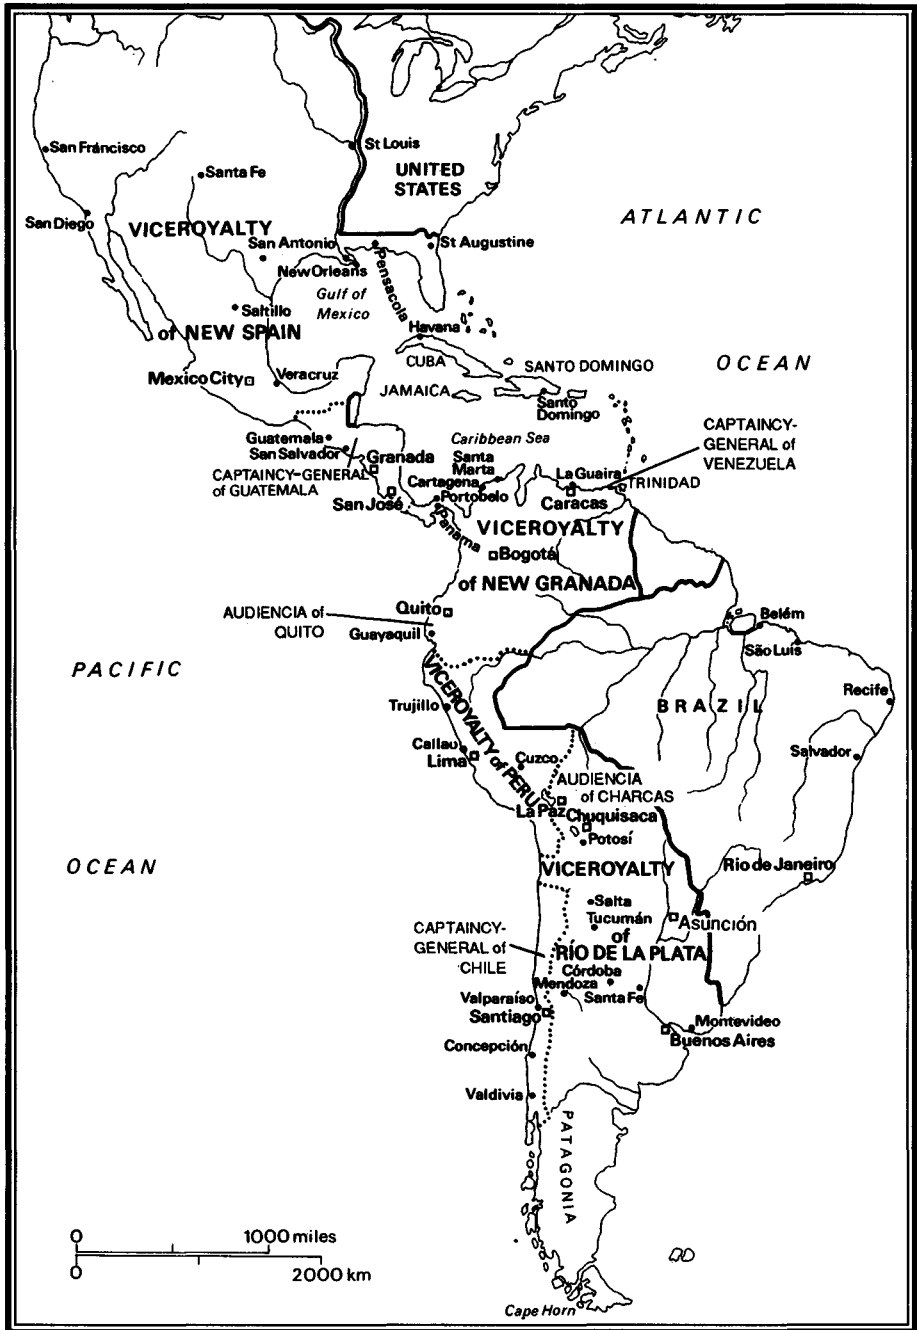 San Fráncisco
Santa Fe
St Louis
UNITED
STATES
San Diego
VICEROYALTY
San Antonio
New Orleans
Pensacola
St Augustine
ATLANTIC
Gulf of
Mexico
Saltillo
of NEW SPAIN
Havana
CUBA
SANTO DOMINGO
OCEAN
Mexico City
Veracruz
JAMAICA
Santo
Domingo
Guatemala
San Salvador
Granada
CAPTAINCY-GENERAL
of GUATEMALA
San José
Caribbean Sea
Santa
Marta
Cartagena
Portobelo
Panama
La Guaira
Caracas
TRINIDAD
CAPTAINCY-
GENERAL of
VENEZUELA
VICEROYALTY
Bogotá
of NEW GRANADA
AUDIENCIA of
QUITO
Quito
Guayaquil
Belém
São Luis
PACIFIC
VICEROYALTY of PERU
Trujillo
BRAZIL
Recife
Callao
Lima
Cuzco
Salvador
AUDIENCIA
of CHARCAS
La Paz
Chuquisaca
Potosí
OCEAN
VICEROYALTY
Rio de Janeiro
Salta
Tucumán
of
Asunción
RÍO DE LA PLATA
CAPTAINCY-
GENERAL of
CHILE
Córdoba
Mendoza
Santa Fe
Valparaíso
Santiago
Montevideo
Buenos Aires
Concepción
Valdivia
PATAGONIA
0 1000 miles
0 2000 km
Cape Horn